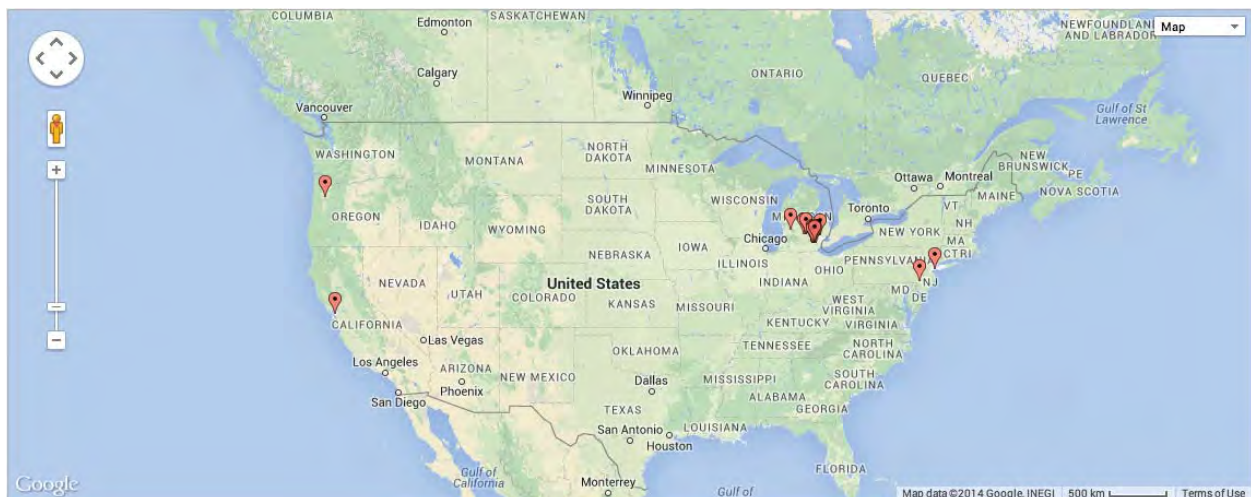 COLUMBIA
SASKATCHEWAN
Edmonton
NEWFOUNDLAND
AND LABRADOR
Map
Calgary
ONTARIO
QUEBEC
Winnipeg
Vancouver
Gulf of St
Lawrence
WASHINGTON
MONTANA
NORTH
DAKOTA
MINNESOTA
NEW
BRUNSWICK
PE
Ottawa
Montreal
NOVA SCOTIA
MAINE
OREGON
IDAHO
WYOMING
SOUTH
DAKOTA
WISCONSIN
Toronto
VT
NH
NEW YORK
MA
CT RI
Chicago
IOWA
NEBRASKA
ILLINOIS
INDIANA
OHIO
PENNSYLVANIA
NJ
MD
DE
NEVADA
UTAH
COLORADO
United States
KANSAS
MISSOURI
WEST
VIRGINIA
KENTUCKY
VIRGINIA
CALIFORNIA
Las Vegas
Los Angeles
ARIZONA
Phoenix
NEW MEXICO
OKLAHOMA
TENNESSEE
NORTH
CAROLINA
San Diego
Dallas
MISSISSIPPI
SOUTH
CAROLINA
ALABAMA
GEORGIA
TEXAS
LOUISIANA
San Antonio
Houston
Gulf of
California
FLORIDA
Monterrey
Gulf of
Google
Map data ©2014 Google, INEGI
500 km
Terms of Use